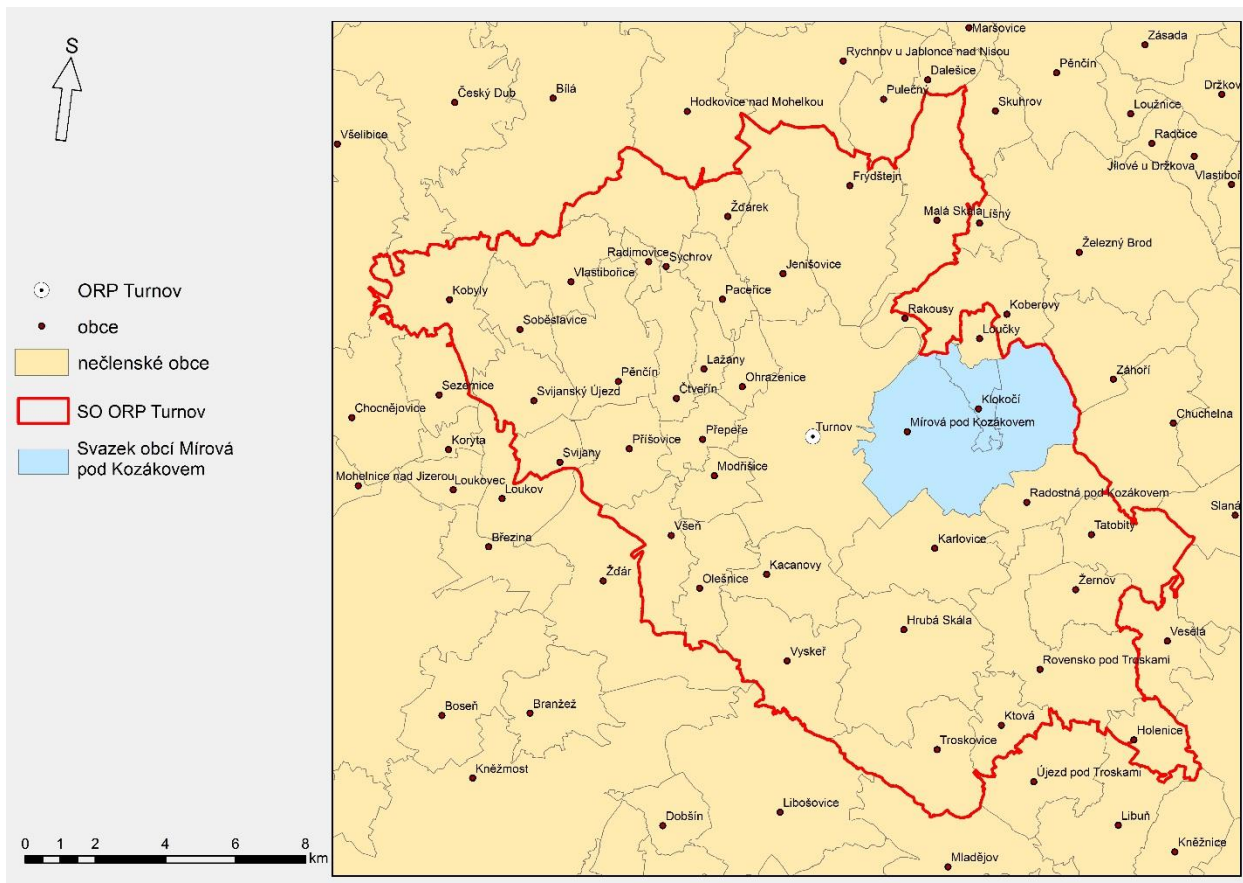 S
ORP Turnov
obce
nečlenské obce
SO ORP Turnov
Svazek obcí Mírová
pod Kozákovem
0 1 2 4 6 8
km
Maršovice
Zásada
Rychnov u Jablonce nad Nisou
Pěnčín
Dalešice
Držkov
Český Dub
Bílá
Pulečný
Hodkovice nad Mohelkou
Skuhrov
Loužnice
Všelibice
Radčice
Jílové u Držkova
Vlastiboř
Frýdštejn
Žďárek
Malá Skála
Líšný
Železný Brod
Radimovice
Sychrov
Vlastibořice
Jenišovice
Kobyly
Paceřice
Rakousy
Koberovy
Soběslavice
Loučky
Lažany
Záhoří
Pěnčín
Ohrazenice
Sezemice
Svijanský Újezd
Čtveřín
Klokočí
Chocnějovice
Chuchelna
Turnov
Mírová pod Kozákovem
Koryta
Příšovice
Přepeře
Svijany
Modřišice
Mohelnice nad Jizerou
Loukovec
Loukov
Radostná pod Kozákovem
Slaná
Všeň
Tatobity
Březina
Karlovice
Žďár
Olešnice
Kacanovy
Žernov
Hrubá Skála
Veselá
Vyskeř
Rovensko pod Troskami
Boseň
Branžež
Ktová
Holenice
Troskovice
Kněžmost
Újezd pod Troskami
Dobšín
Libošovice
Libuň
Kněžnice
Mladějov